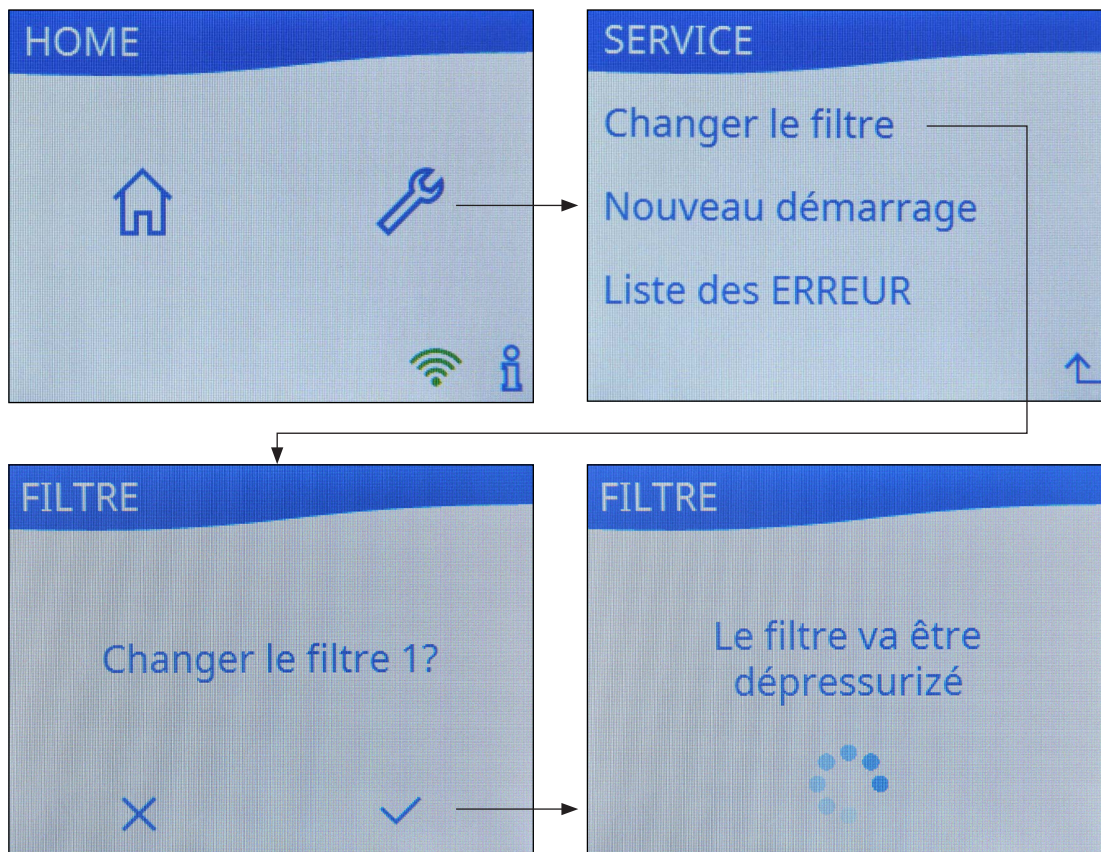 HOME
SERVICE
Changer le filtre
Nouveau démarrage
Liste des ERREUR
FILTRE
Changer le filtre 1?
FILTRE
Le filtre va être
dépressurizé